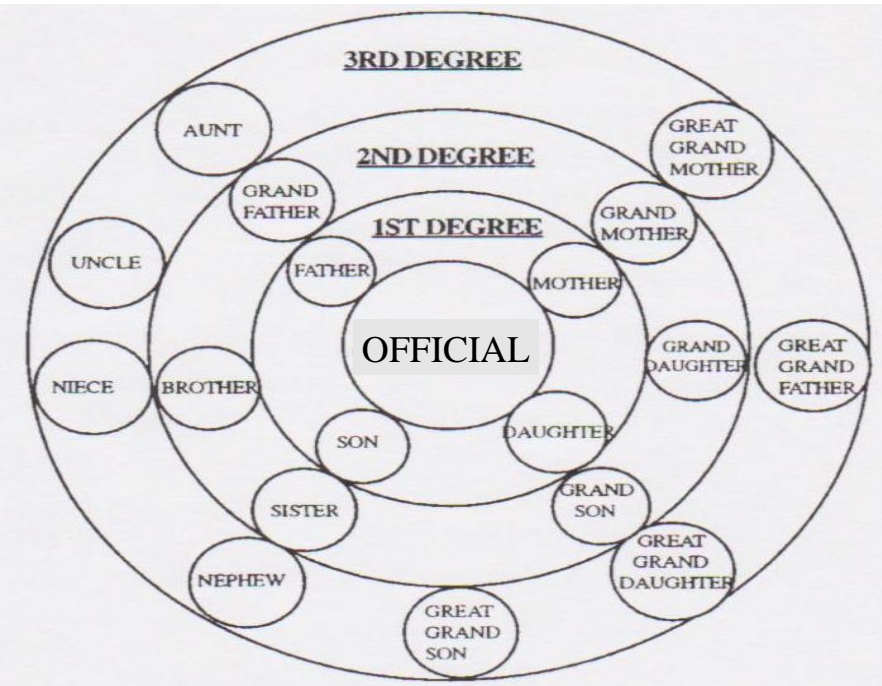 3RD DEGREE
AUNT
GREAT
GRAND
MOTHER
2ND DEGREE
GRAND
FATHER
GRAND
MOTHER
1ST DEGREE
UNCLE
FATHER
MOTHER
OFFICIAL
NIECE
BROTHER
GRAND
DAUGHTER
GREAT
GRAND
FATHER
SON
DAUGHTER
SISTER
GRAND
SON
NEPHEW
GREAT
GRAND
DAUGHTER
GREAT
GRAND
SON